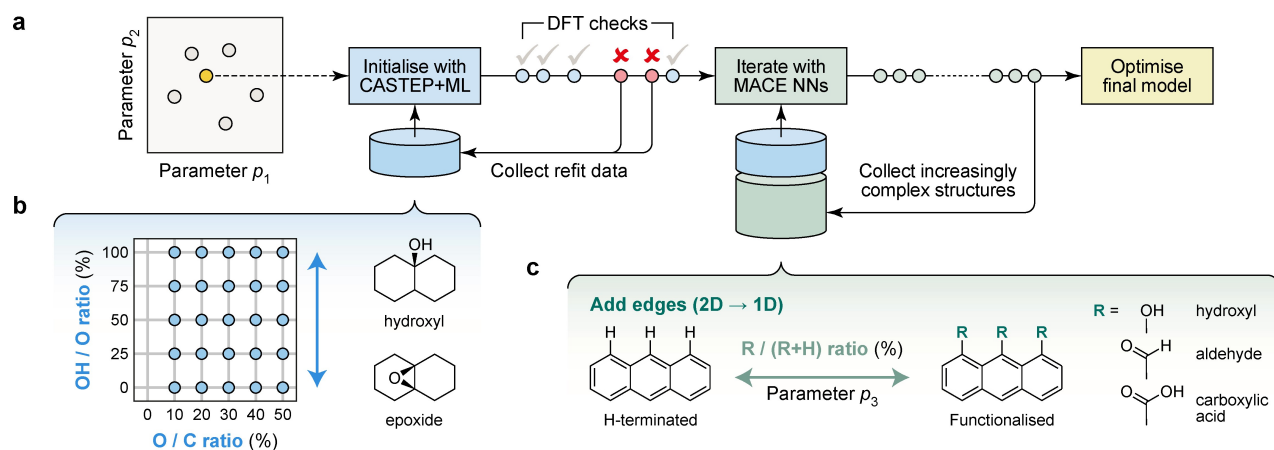 a
Parameter p2
Parameter p1
Initialise with
CASTEP+ML
DFT checks
Collect refit data
Iterate with
MACE NNs
Collect increasingly
complex structures
Optimise
final model
b
OH / O ratio (%)
100
75
50
25
0
0 10 20 30 40 50
O / C ratio (%)
OH
hydroxyl
O
epoxide
c
Add edges (2D → 1D)
H H H
H-terminated
R / (R+H) ratio (%)
Parameter p3
R R R
Functionalised
R = OH hydroxyl
O H aldehyde
O OH carboxylic
acid